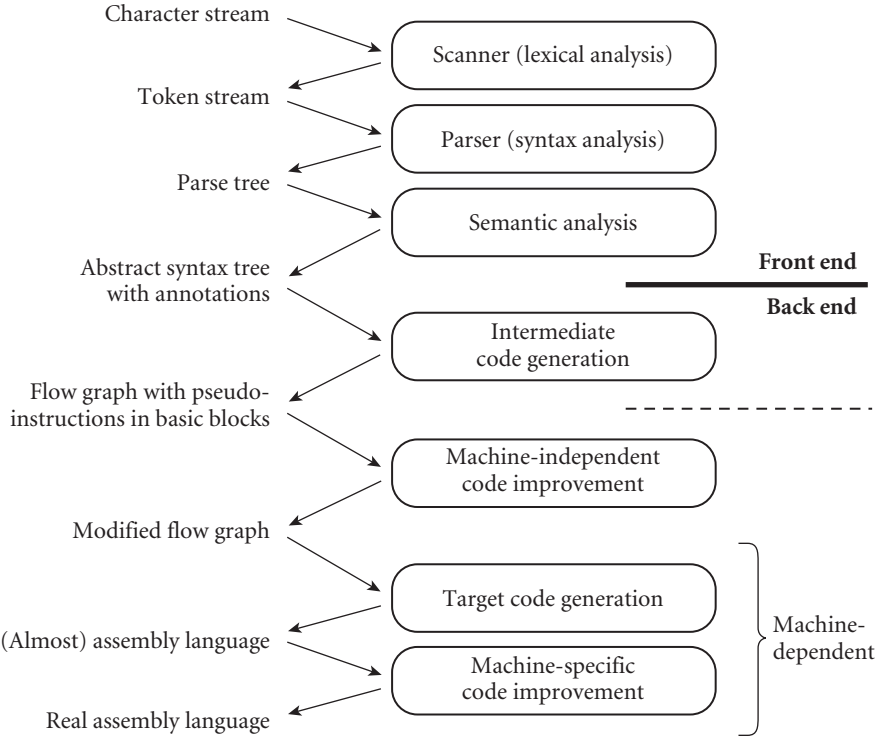 Character stream
Scanner (lexical analysis)
Token stream
Parser (syntax analysis)
Parse tree
Semantic analysis
Abstract syntax tree
with annotations
Front end
Back end
Intermediate
code generation
Flow graph with pseudo-
instructions in basic blocks
Machine-independent
code improvement
Modified flow graph
Target code generation
(Almost) assembly language
Machine-
dependent
Machine-specific
code improvement
Real assembly language